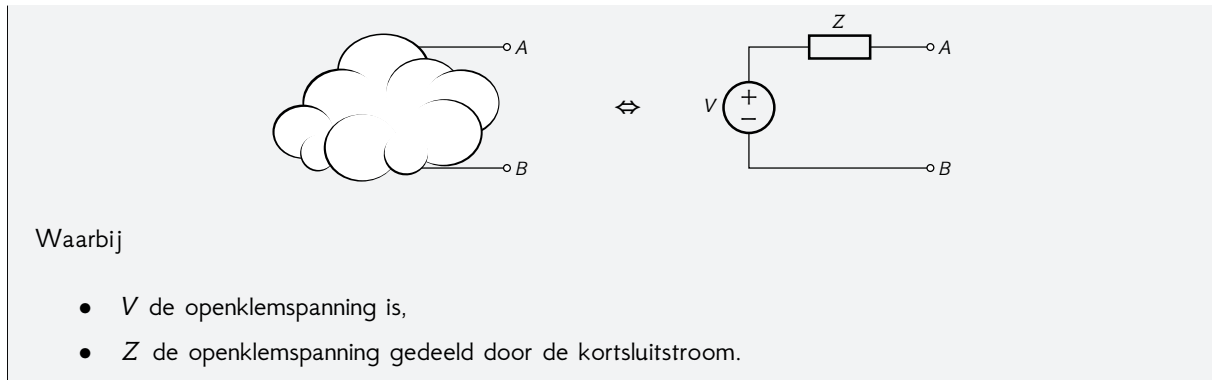 Z
A
A
V
⇔
+
−
B
B
Waarbij
• V de openklemspanning is,
• Z de openklemspanning gedeeld door de kortsluitstroom.